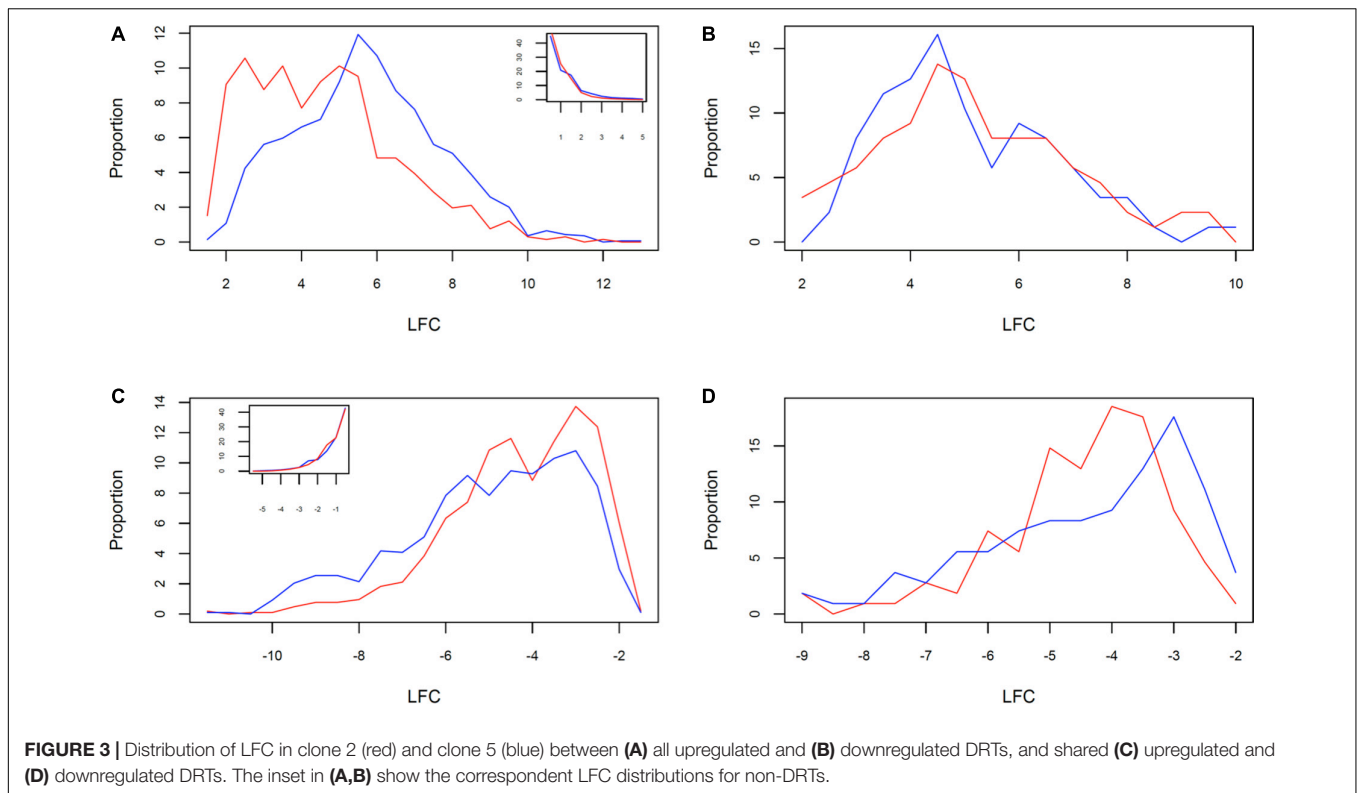 A
Proportion
12
10
8
6
4
2
0
2 4 6 8 10 12
LFC
40
30
20
10
0
1 2 3 4 5
B
Proportion
15
10
5
0
2 4 6 8 10
LFC
C
Proportion
14
12
10
8
6
4
2
0
-10 -8 -6 -4 -2
LFC
40
30
20
10
0
-5 -4 -3 -2 -1
D
Proportion
15
10
5
0
-9 -8 -7 -6 -5 -4 -3 -2
LFC
FIGURE 3 | Distribution of LFC in clone 2 (red) and clone 5 (blue) between (A) all upregulated and (B) downregulated DRTs, and shared (C) upregulated and
(D) downregulated DRTs. The inset in (A,B) show the correspondent LFC distributions for non-DRTs.